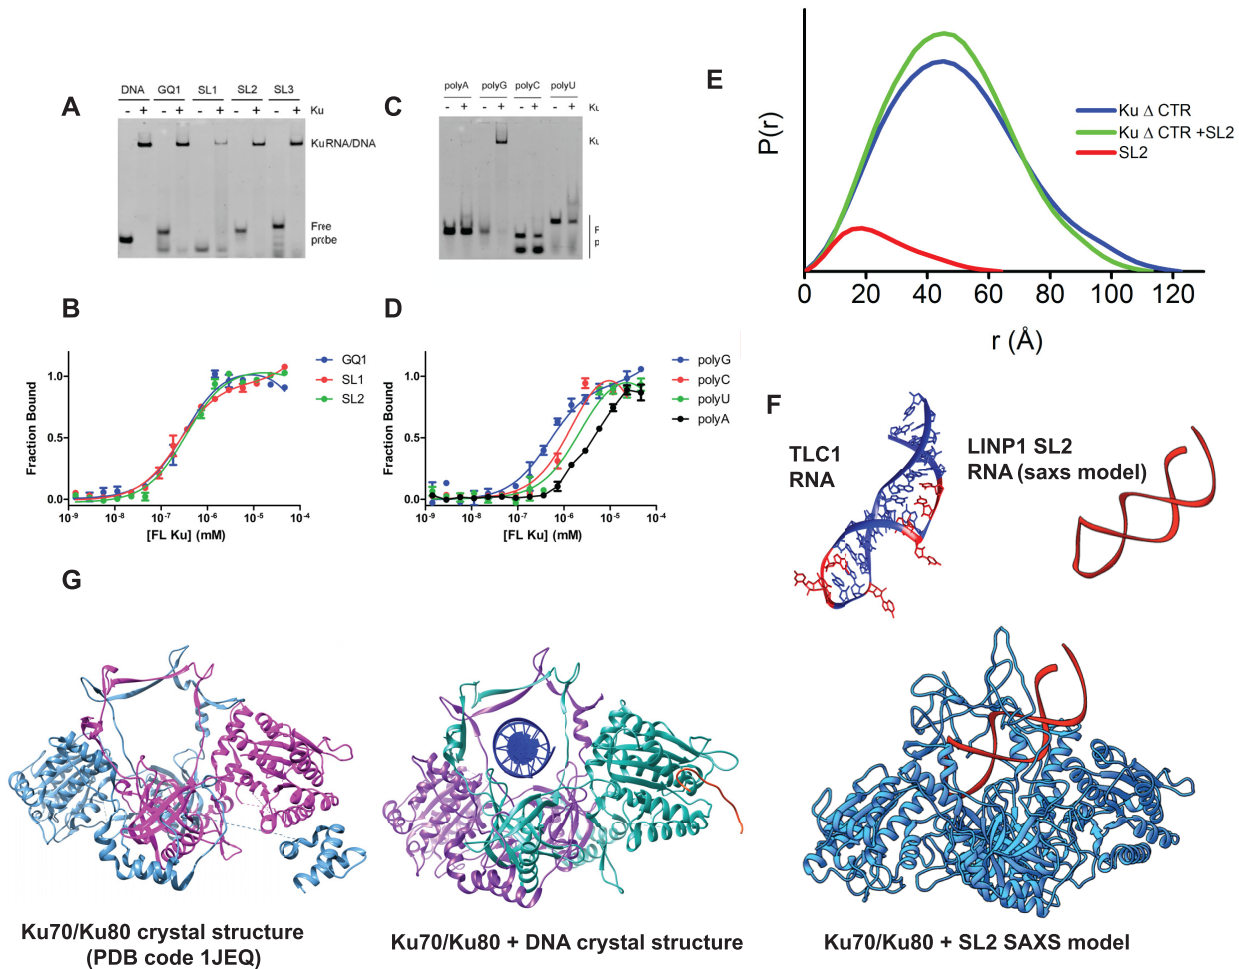 A
DNA GQ1 SL1 SL2 SL3
- + - + - + - + - + Ku
Ku RNA/DNA
Free
probe
C
polyA polyG polyC polyU
- + - + - + - + Ku
Ku
F
p
E
P(r)
Ku Δ CTR
Ku Δ CTR +SL2
SL2
0 20 40 60 80 100 120
r (Å)
B
Fraction Bound
1.0
0.5
0.0
GQ1
SL1
SL2
10⁻⁹ 10⁻⁸ 10⁻⁷ 10⁻⁶ 10⁻⁵ 10⁻⁴
[FL Ku] (mM)
D
Fraction Bound
1.0
0.5
0.0
polyG
polyC
polyU
polyA
10⁻⁹ 10⁻⁸ 10⁻⁷ 10⁻⁶ 10⁻⁵ 10⁻⁴
[FL Ku] (mM)
F
TLC1
RNA
LINP1 SL2
RNA (saxs model)
G
Ku70/Ku80 crystal structure
(PDB code 1JEQ)
Ku70/Ku80 + DNA crystal structure
Ku70/Ku80 + SL2 SAXS model